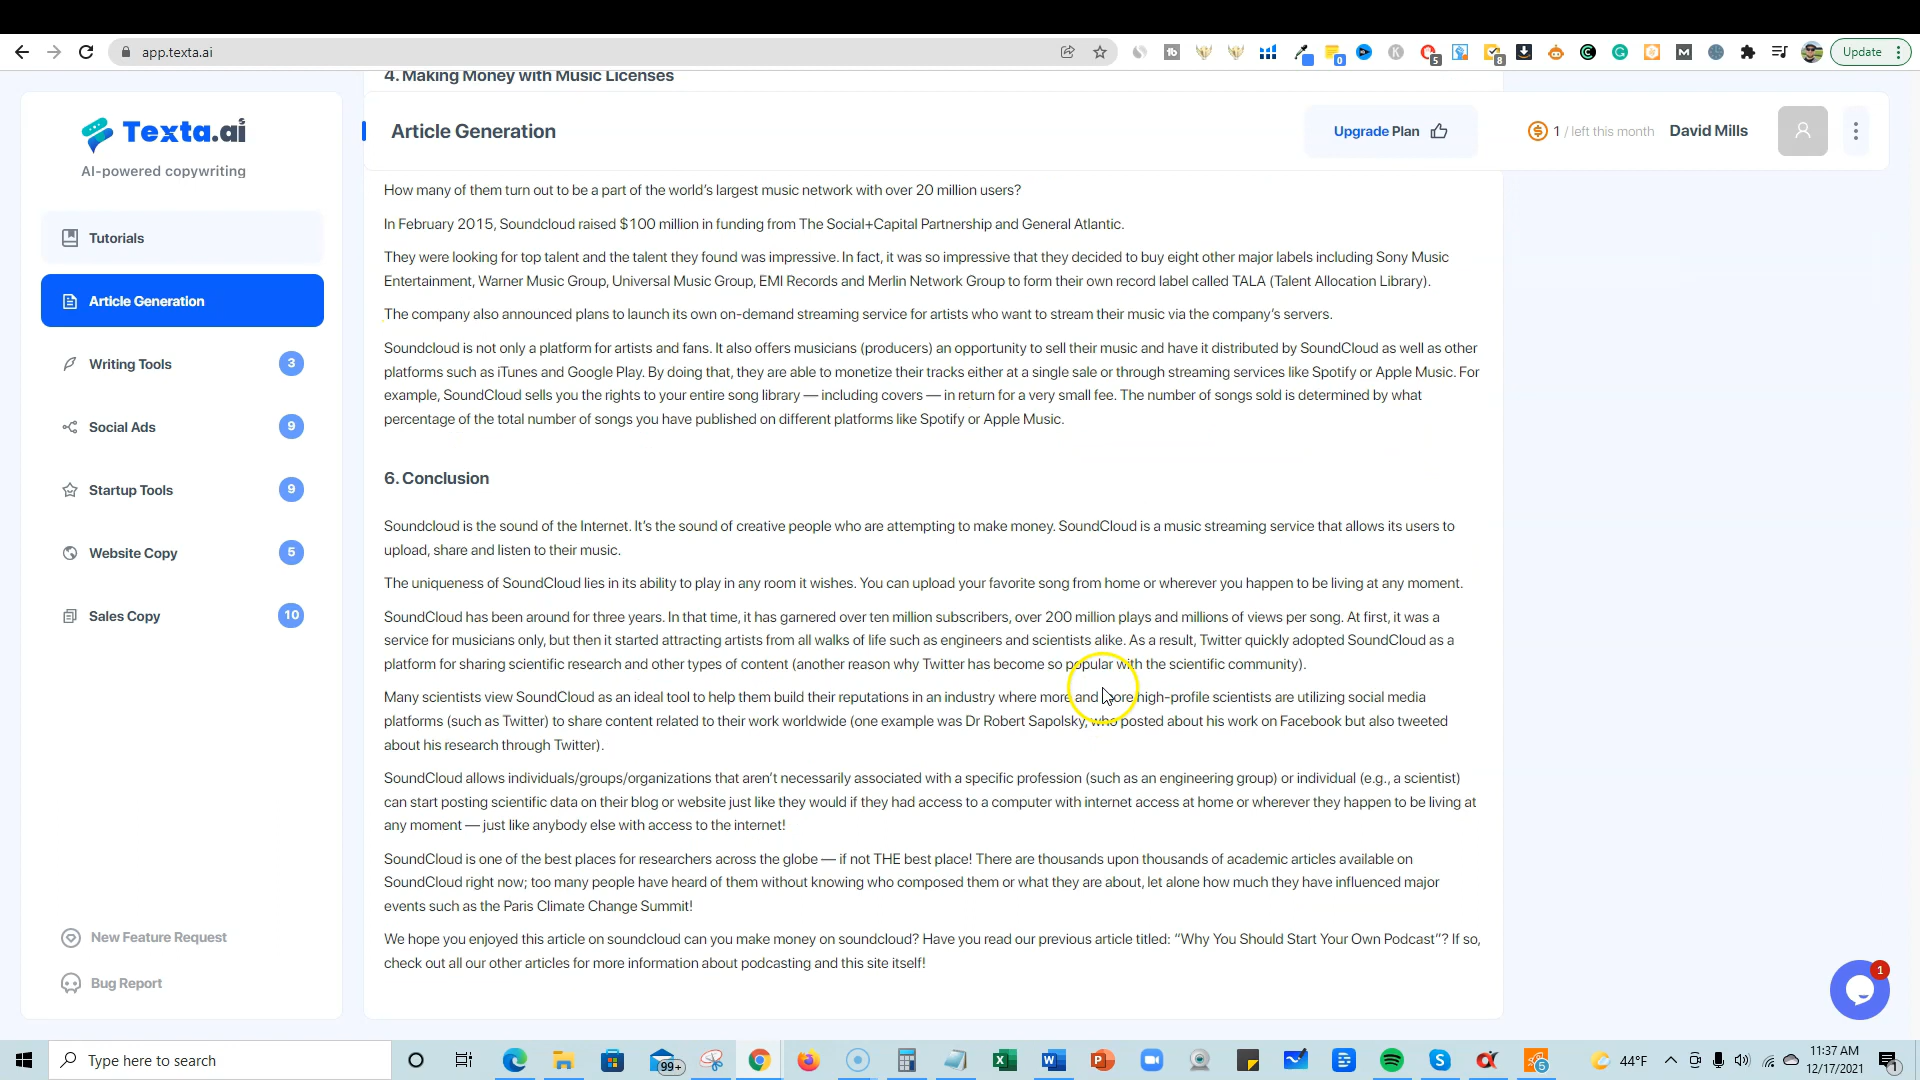 app.texta.ai
Update
5
0
8
4. Making Money with Music Licenses
Texta.ai
AI-powered copywriting
Article Generation
Upgrade Plan
1 / left this month
David Mills
Tutorials
Article Generation
Writing Tools
3
Social Ads
9
Startup Tools
9
Website Copy
5
Sales Copy
10
New Feature Request
Bug Report
How many of them turn out to be a part of the world's largest music network with over 20 million users?
In February 2015, Soundcloud raised $100 million in funding from The Social+Capital Partnership and General Atlantic.
They were looking for top talent and the talent they found was impressive. In fact, it was so impressive that they decided to buy eight other major labels including Sony Music
Entertainment, Warner Music Group, Universal Music Group, EMI Records and Merlin Network Group to form their own record label called TALA (Talent Allocation Library).
The company also announced plans to launch its own on-demand streaming service for artists who want to stream their music via the company's servers.
Soundcloud is not only a platform for artists and fans. It also offers musicians (producers) an opportunity to sell their music and have it distributed by SoundCloud as well as other
platforms such as iTunes and Google Play. By doing that, they are able to monetize their tracks either at a single sale or through streaming services like Spotify or Apple Music. For
example, SoundCloud sells you the rights to your entire song library — including covers — in return for a very small fee. The number of songs sold is determined by what
percentage of the total number of songs you have published on different platforms like Spotify or Apple Music.
6. Conclusion
Soundcloud is the sound of the Internet. It's the sound of creative people who are attempting to make money. SoundCloud is a music streaming service that allows its users to
upload, share and listen to their music.
The uniqueness of SoundCloud lies in its ability to play in any room it wishes. You can upload your favorite song from home or wherever you happen to be living at any moment.
SoundCloud has been around for three years. In that time, it has garnered over ten million subscribers, over 200 million plays and millions of views per song. At first, it was a
service for musicians only, but then it started attracting artists from all walks of life such as engineers and scientists alike. As a result, Twitter quickly adopted SoundCloud as a
platform for sharing scientific research and other types of content (another reason why Twitter has become so popular with the scientific community).
Many scientists view SoundCloud as an ideal tool to help them build their reputations in an industry where more and more high-profile scientists are utilizing social media
platforms (such as Twitter) to share content related to their work worldwide (one example was Dr Robert Sapolsky, who posted about his work on Facebook but also tweeted
about his research through Twitter).
SoundCloud allows individuals/groups/organizations that aren't necessarily associated with a specific profession (such as an engineering group) or individual (e.g., a scientist)
can start posting scientific data on their blog or website just like they would if they had access to a computer with internet access at home or wherever they happen to be living at
any moment — just like anybody else with access to the internet!
SoundCloud is one of the best places for researchers across the globe — if not THE best place! There are thousands upon thousands of academic articles available on
SoundCloud right now; too many people have heard of them without knowing who composed them or what they are about, let alone how much they have influenced major
events such as the Paris Climate Change Summit!
We hope you enjoyed this article on soundcloud can you make money on soundcloud? Have you read our previous article titled: “Why You Should Start Your Own Podcast”? If so,
check out all our other articles for more information about podcasting and this site itself!
1
Type here to search
99+
5
44°F
11:37 AM
12/17/2021
1